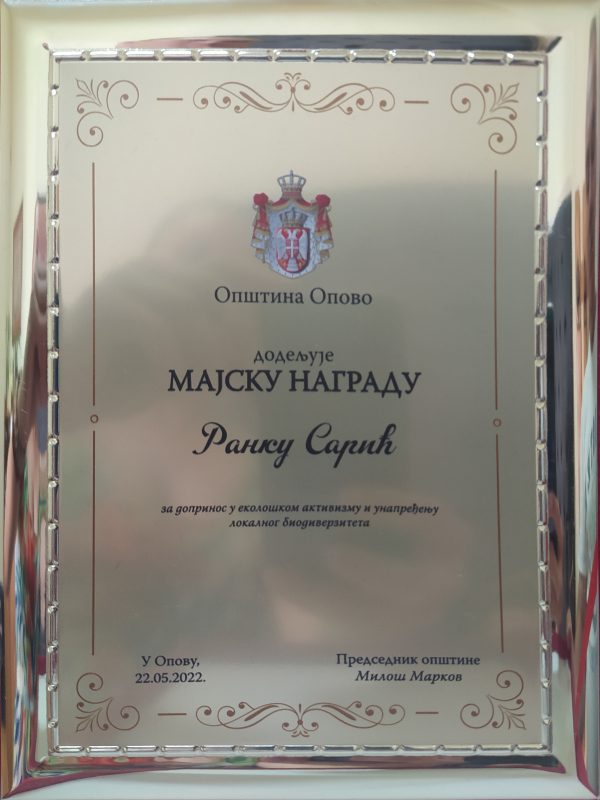 Општина Опово
додељује
МАЈСКУ НАГРАДУ
Ранку Сарић
за допринос у еколошком активизму и унапређењу
локалног биодиверзитета
У Опову,
22.05.2022.
Председник општине
Милош Марков